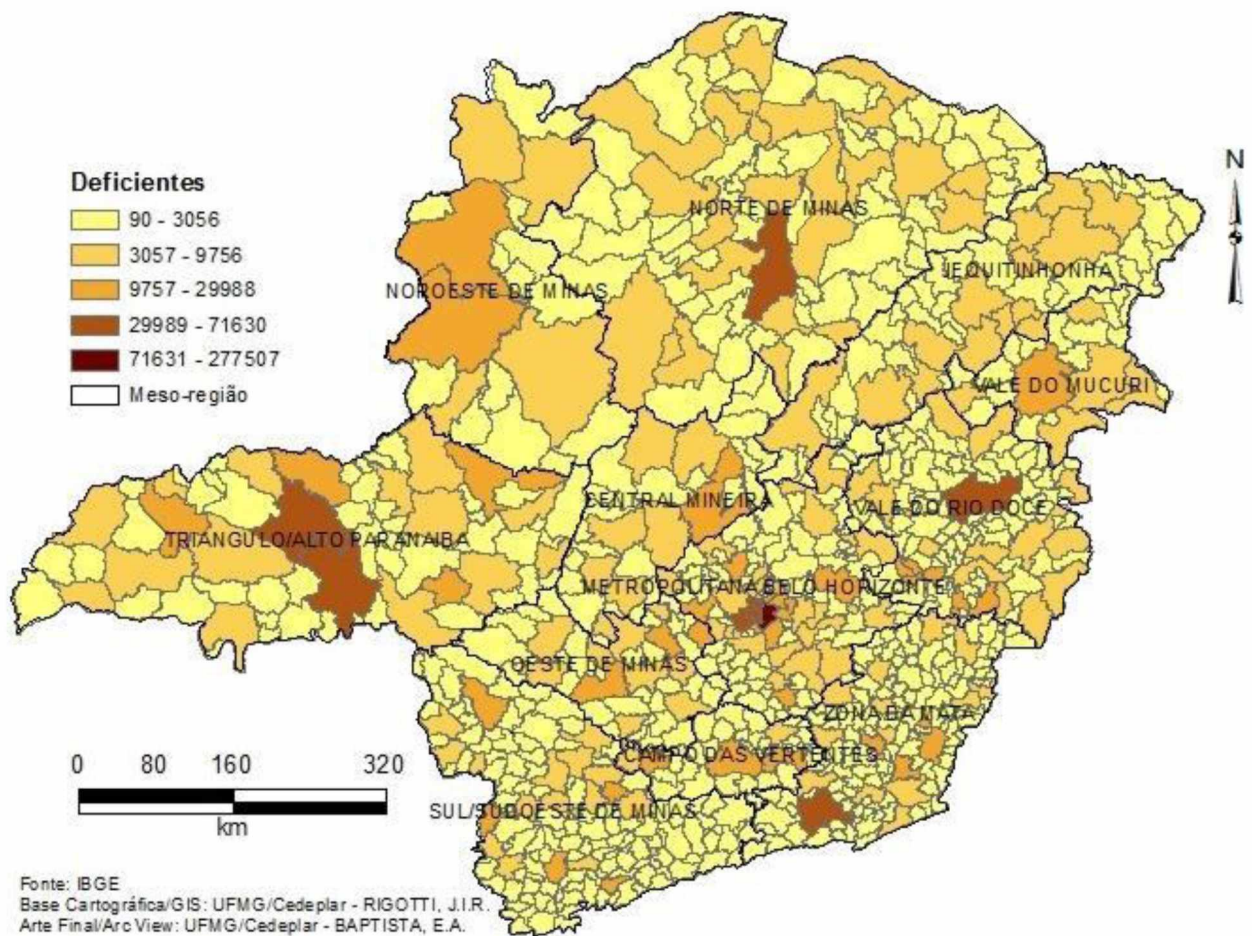 N
Deficientes
90 - 3056
3057 - 9756
9757 - 29988
29989 - 71630
71631 - 277507
Meso-região
NORTE DE MINAS
JEQUITINHONHA
NOROESTE DE MINAS
VALE DO MUCURI
CENTRAL MINEIRA
VALE DO RIO DOCE
TRIANGULO/ALTO PARANAIBA
METROPOLITANA BELO HORIZONTE
OESTE DE MINAS
ZONA DA MATA
CAMPO DAS VERTENTES
SUL/SUDOESTE DE MINAS
0 80 160 320
km
Fonte: IBGE
Base Cartográfica/GIS: UFMG/Cedeplar - RIGOTTI, J.I.R.
Arte Final/Arc View: UFMG/Cedeplar - BAPTISTA, E.A.